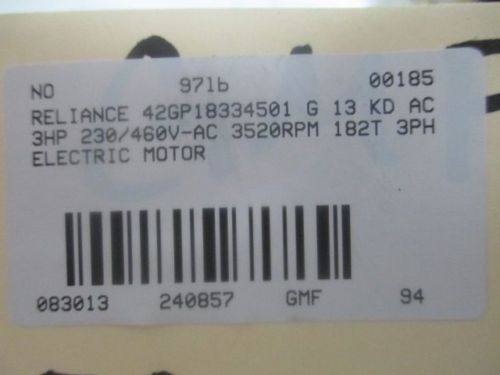 NO 97lb 00185
RELIANCE 42GP18334501 G 13 KD AC
3HP 230/460V-AC 3520RPM 182T 3PH
ELECTRIC MOTOR
083013 240857 GMF 94